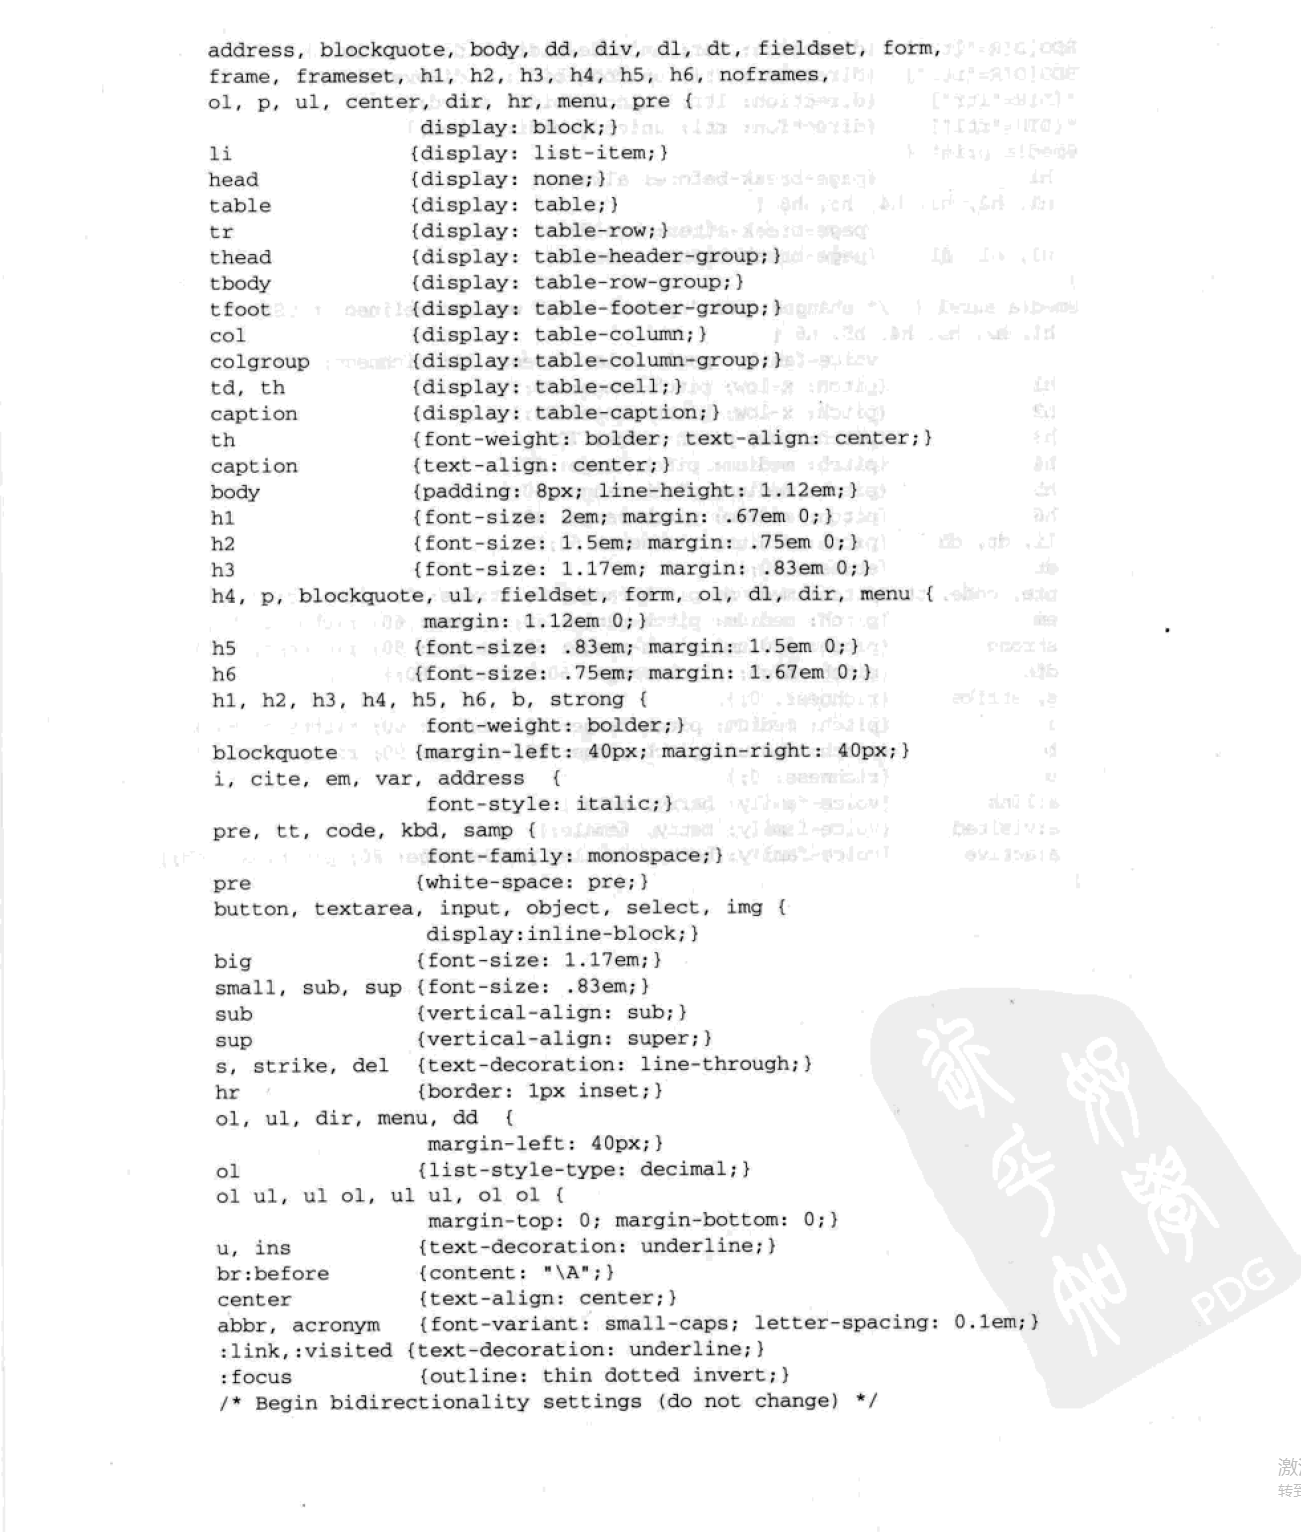 address, blockquote, body, dd, div, dl, dt, fieldset, form,
frame, frameset, h1, h2, h3, h4, h5, h6, noframes,
ol, p, ul, center, dir, hr, menu, pre {
display: block;}
li {display: list-item;}
head {display: none;}
table {display: table;}
tr {display: table-row;}
thead {display: table-header-group;}
tbody {display: table-row-group;}
tfoot {display: table-footer-group;}
col {display: table-column;}
colgroup {display: table-column-group;}
td, th {display: table-cell;}
caption {display: table-caption;}
th {font-weight: bolder; text-align: center;}
caption {text-align: center;}
body {padding: 8px; line-height: 1.12em;}
h1 {font-size: 2em; margin: .67em 0;}
h2 {font-size: 1.5em; margin: .75em 0;}
h3 {font-size: 1.17em; margin: .83em 0;}
h4, p, blockquote, ul, fieldset, form, ol, dl, dir, menu {
margin: 1.12em 0;}
h5 {font-size: .83em; margin: 1.5em 0;}
h6 {font-size: .75em; margin: 1.67em 0;}
h1, h2, h3, h4, h5, h6, b, strong {
font-weight: bolder;}
blockquote {margin-left: 40px; margin-right: 40px;}
i, cite, em, var, address {
font-style: italic;}
pre, tt, code, kbd, samp {
font-family: monospace;}
pre {white-space: pre;}
button, textarea, input, object, select, img {
display:inline-block;}
big {font-size: 1.17em;}
small, sub, sup {font-size: .83em;}
sub {vertical-align: sub;}
sup {vertical-align: super;}
s, strike, del {text-decoration: line-through;}
hr {border: 1px inset;}
ol, ul, dir, menu, dd {
margin-left: 40px;}
ol {list-style-type: decimal;}
ol ul, ul ol, ul ul, ol ol {
margin-top: 0; margin-bottom: 0;}
u, ins {text-decoration: underline;}
br:before {content: "\A";}
center {text-align: center;}
abbr, acronym {font-variant: small-caps; letter-spacing: 0.1em;}
:link,:visited {text-decoration: underline;}
:focus {outline: thin dotted invert;}
/* Begin bidirectionality settings (do not change) */
PDG
转到